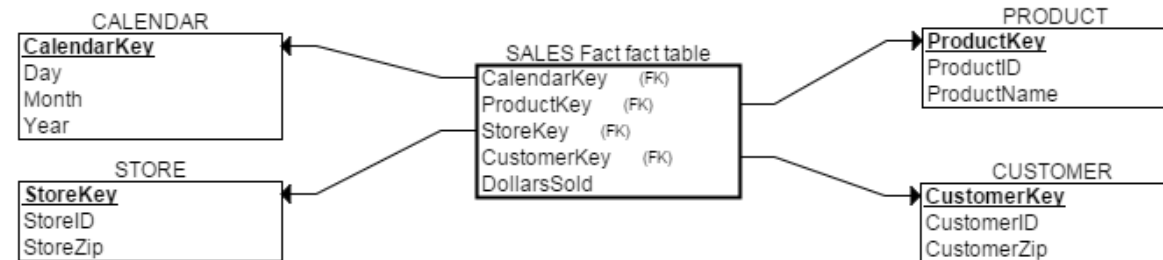 CALENDAR
CalendarKey
Day
Month
Year
STORE
StoreKey
StoreID
StoreZip
SALES Fact fact table
CalendarKey (FK)
ProductKey (FK)
StoreKey (FK)
CustomerKey (FK)
DollarsSold
PRODUCT
ProductKey
ProductID
ProductName
CUSTOMER
CustomerKey
CustomerID
CustomerZip